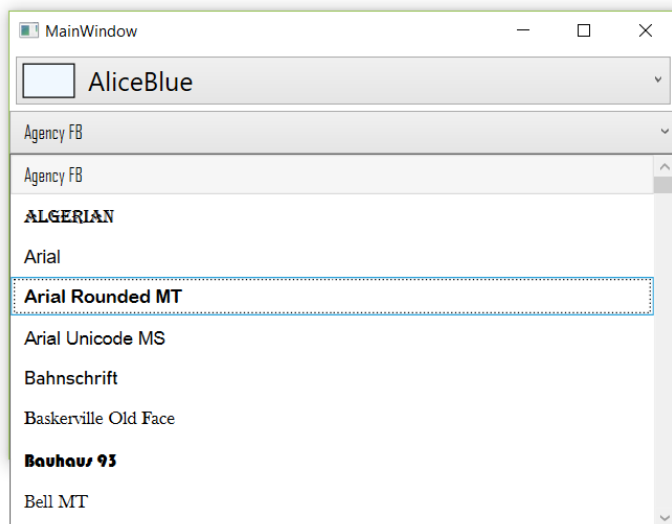 MainWindow
AliceBlue
Agency FB
Agency FB
ALGERIAN
Arial
Arial Rounded MT
Arial Unicode MS
Bahnschrift
Baskerville Old Face
Bauhaus 93
Bell MT